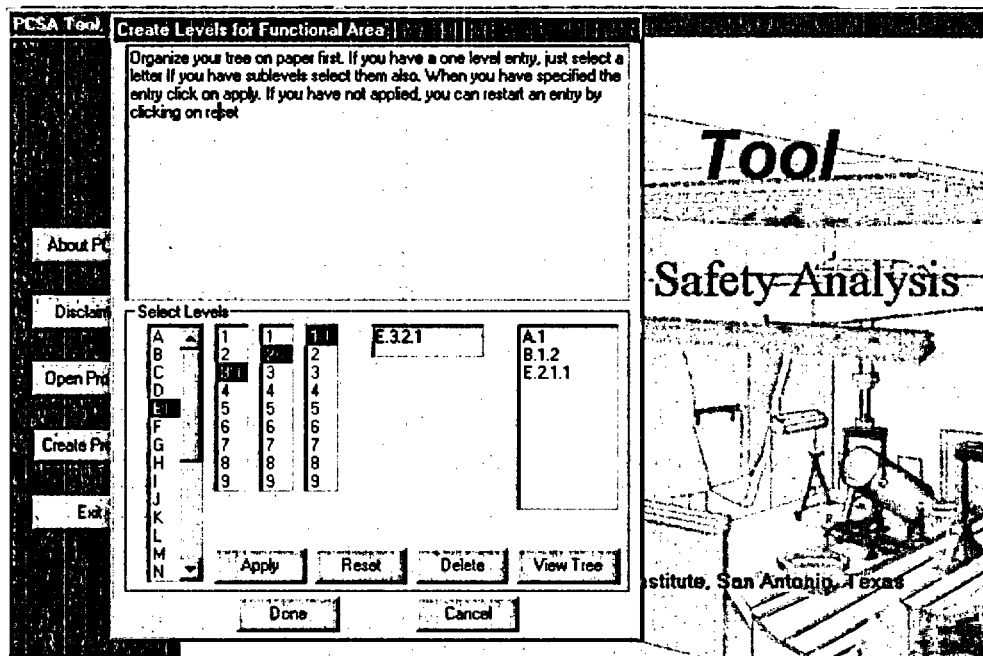 PCSA Tool
Create Levels for Functional Area
Organize your tree on paper first. If you have a one level entry, just select a
letter If you have sublevels select them also. When you have specified the
entry click on apply. If you have not applied, you can restart an entry by
clicking on reset
Tool
Safety Analysis
About PC
Disclaim
Open Pro
Create Pro
Exit
Select Levels
A
B
C
D
E
F
G
H
I
J
K
L
M
N
1
2
3
4
5
6
7
8
9
1
2
3
4
5
6
7
8
9
1
2
3
4
5
6
7
8
9
E.3.2.1
A.1
B.1.2
E.2.1.1
Apply
Reset
Delete
View Tree
stitute, San Antonio, Texas
Done
Cancel